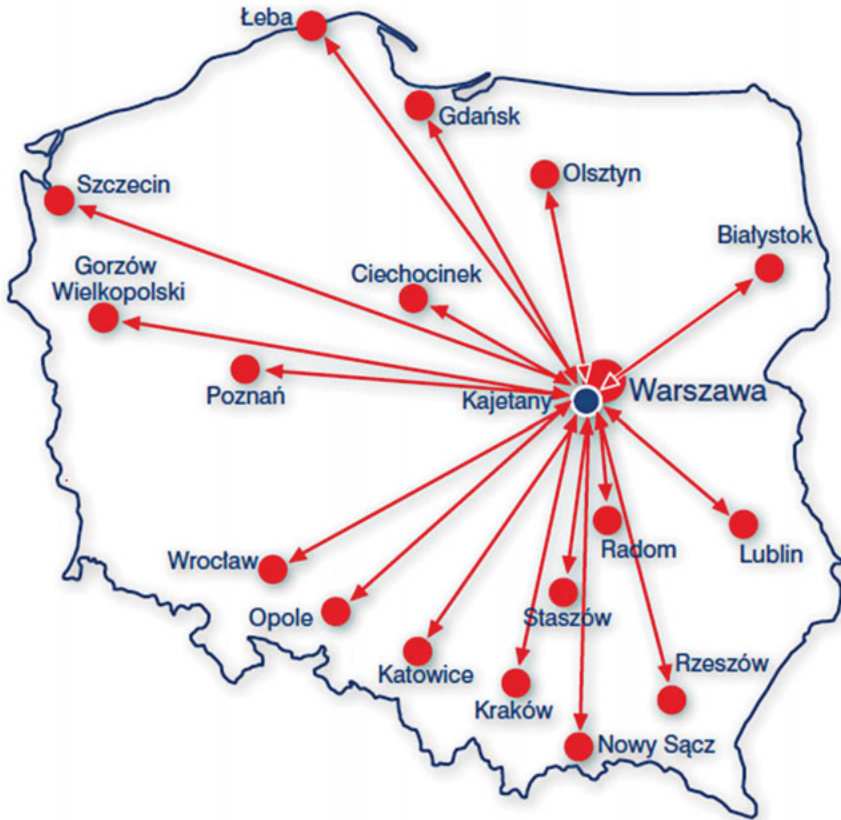 Łeba
Gdańsk
Olsztyn
Szczecin
Białystok
Gorzów
Wielkopolski
Ciechocinek
Poznań
Kajetany
Warszawa
Radom
Lublin
Wrocław
Opole
Staszów
Katowice
Rzeszów
Kraków
Nowy Sącz